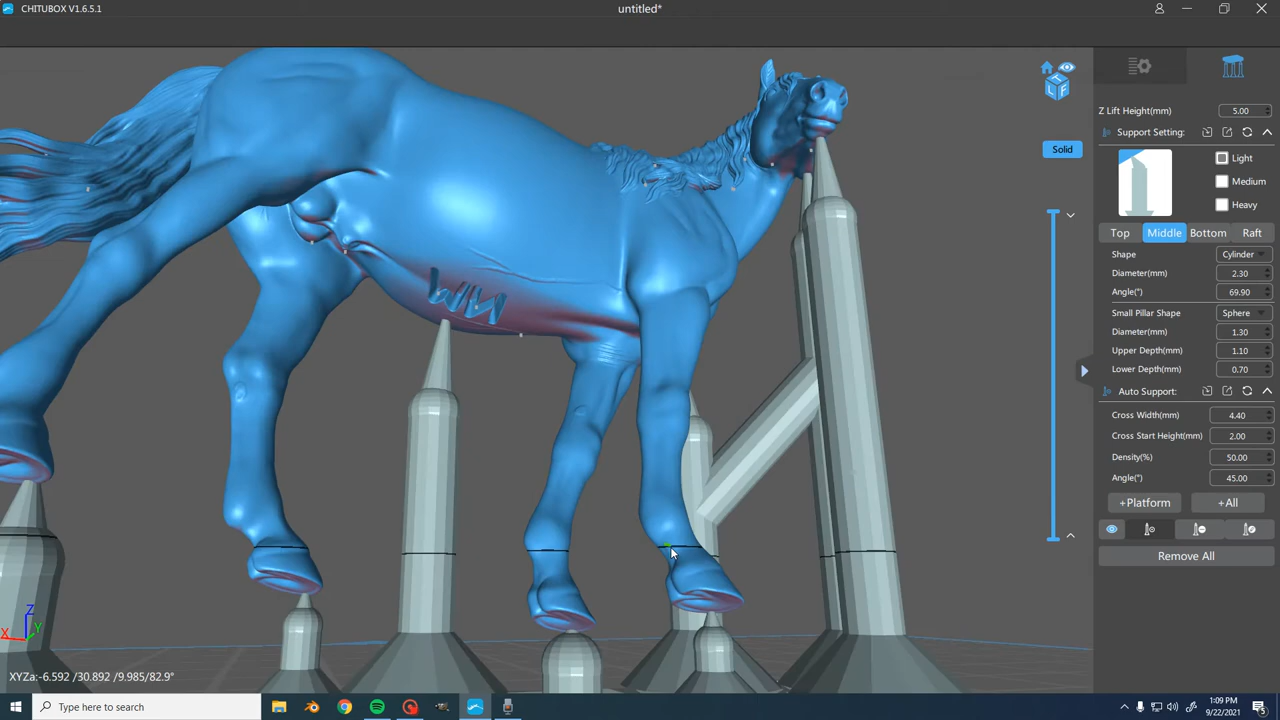 CHITUBOX V1.6.5.1
untitled*
Z Lift Height(mm) 5.00
Support Setting:
Light
Medium
Heavy
Top Middle Bottom Raft
Shape Cylinder
Diameter(mm) 2.30
Angle(°) 69.90
Small Pillar Shape Sphere
Diameter(mm) 1.30
Upper Depth(mm) 1.10
Lower Depth(mm) 0.70
Auto Support:
Cross Width(mm) 4.40
Cross Start Height(mm) 2.00
Density(%) 50.00
Angle(°) 45.00
+Platform +All
Remove All
Solid
L F
Z
X Y
XYZa:-6.592 /30.892 /9.985/82.9°
Type here to search
1:09 PM
9/22/2021
5